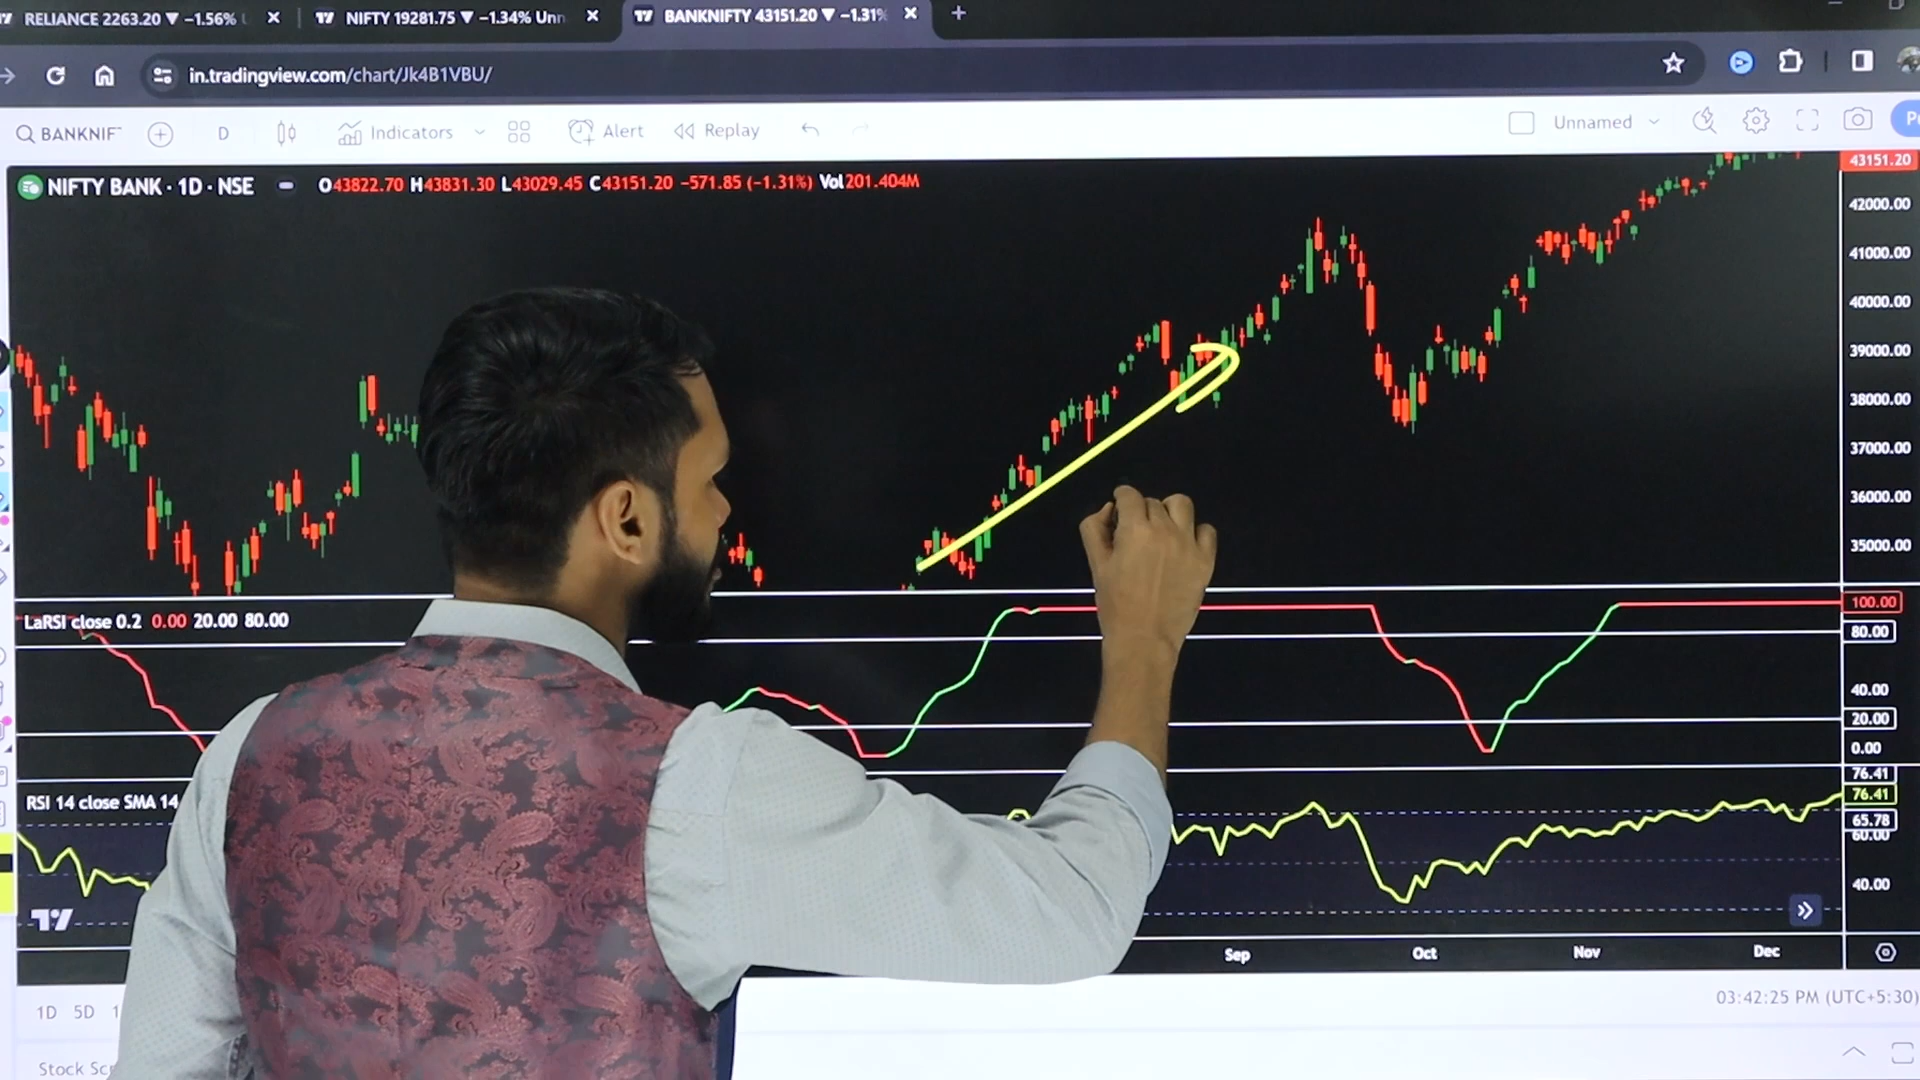 RELIANCE 2263.20 ▼ −1.56%
NIFTY 19281.75 ▼ −1.34% Unn
BANKNIFTY 43151.20 ▼ −1.31%
in.tradingview.com/chart/Jk4B1VBU/
BANKNIF
D
Indicators
Alert
Replay
Unnamed
NIFTY BANK · 1D · NSE
O43822.70 H43831.30 L43029.45 C43151.20 −571.85 (−1.31%) Vol201.404M
43151.20
42000.00
41000.00
40000.00
39000.00
38000.00
37000.00
36000.00
35000.00
LaRSI close 0.2 0.00 20.00 80.00
100.00
80.00
40.00
20.00
0.00
RSI 14 close SMA 14
76.41
76.41
65.78
60.00
40.00
Sep
Oct
Nov
Dec
1D 5D
03:42:25 PM (UTC+5:30)
Stock Sc